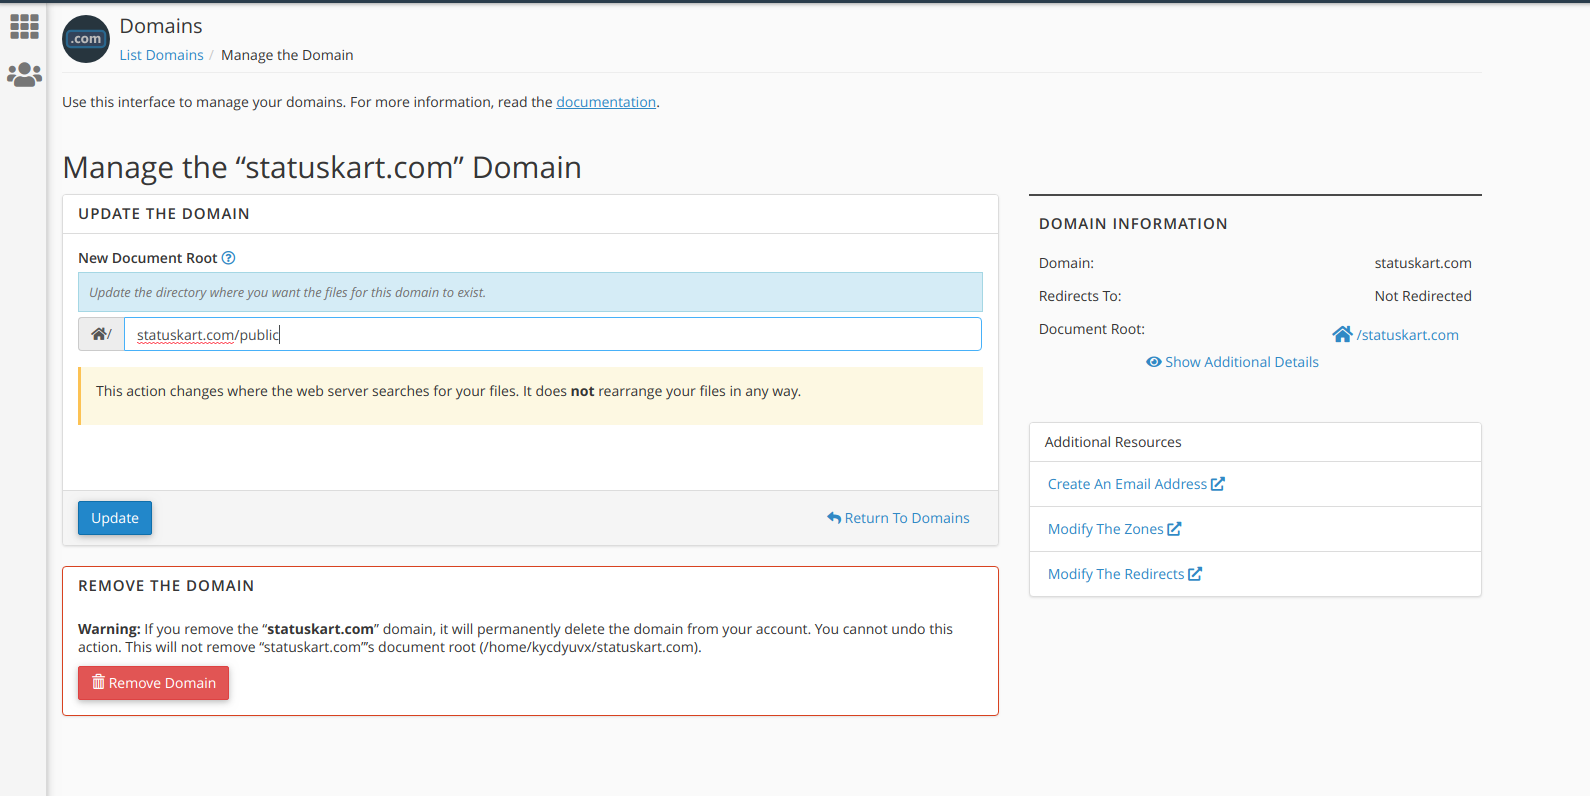 .com
Domains
List Domains / Manage the Domain
Use this interface to manage your domains. For more information, read the documentation.
Manage the “statuskart.com” Domain
UPDATE THE DOMAIN
New Document Root
Update the directory where you want the files for this domain to exist.
/ statuskart.com/public
This action changes where the web server searches for your files. It does not rearrange your files in any way.
Update
Return To Domains
REMOVE THE DOMAIN
Warning: If you remove the “statuskart.com” domain, it will permanently delete the domain from your account. You cannot undo this
action. This will not remove “statuskart.com”’s document root (/home/kycdyuvx/statuskart.com).
Remove Domain
DOMAIN INFORMATION
Domain: statuskart.com
Redirects To: Not Redirected
Document Root: /statuskart.com
Show Additional Details
Additional Resources
Create An Email Address
Modify The Zones
Modify The Redirects